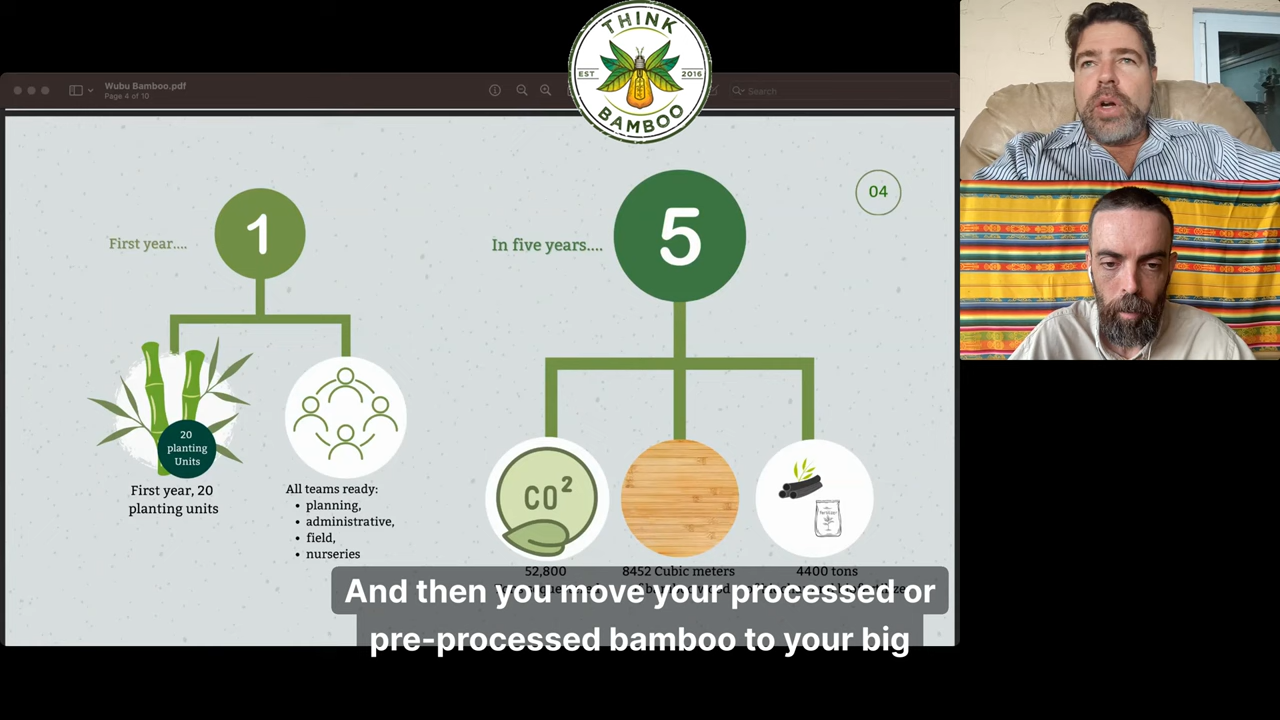 THINK
EST 2016
BAMBOO
Wubu Bamboo.pdf
Page 4 of 10
Search
04
First year....
1
In five years....
5
20
planting
Units
First year, 20
planting units
All teams ready:
• planning,
• administrative,
• field,
• nurseries
CO²
fertilizer
52,800
8452 Cubic meters
4400 tons
And then you move your processed or
pre-processed bamboo to your big